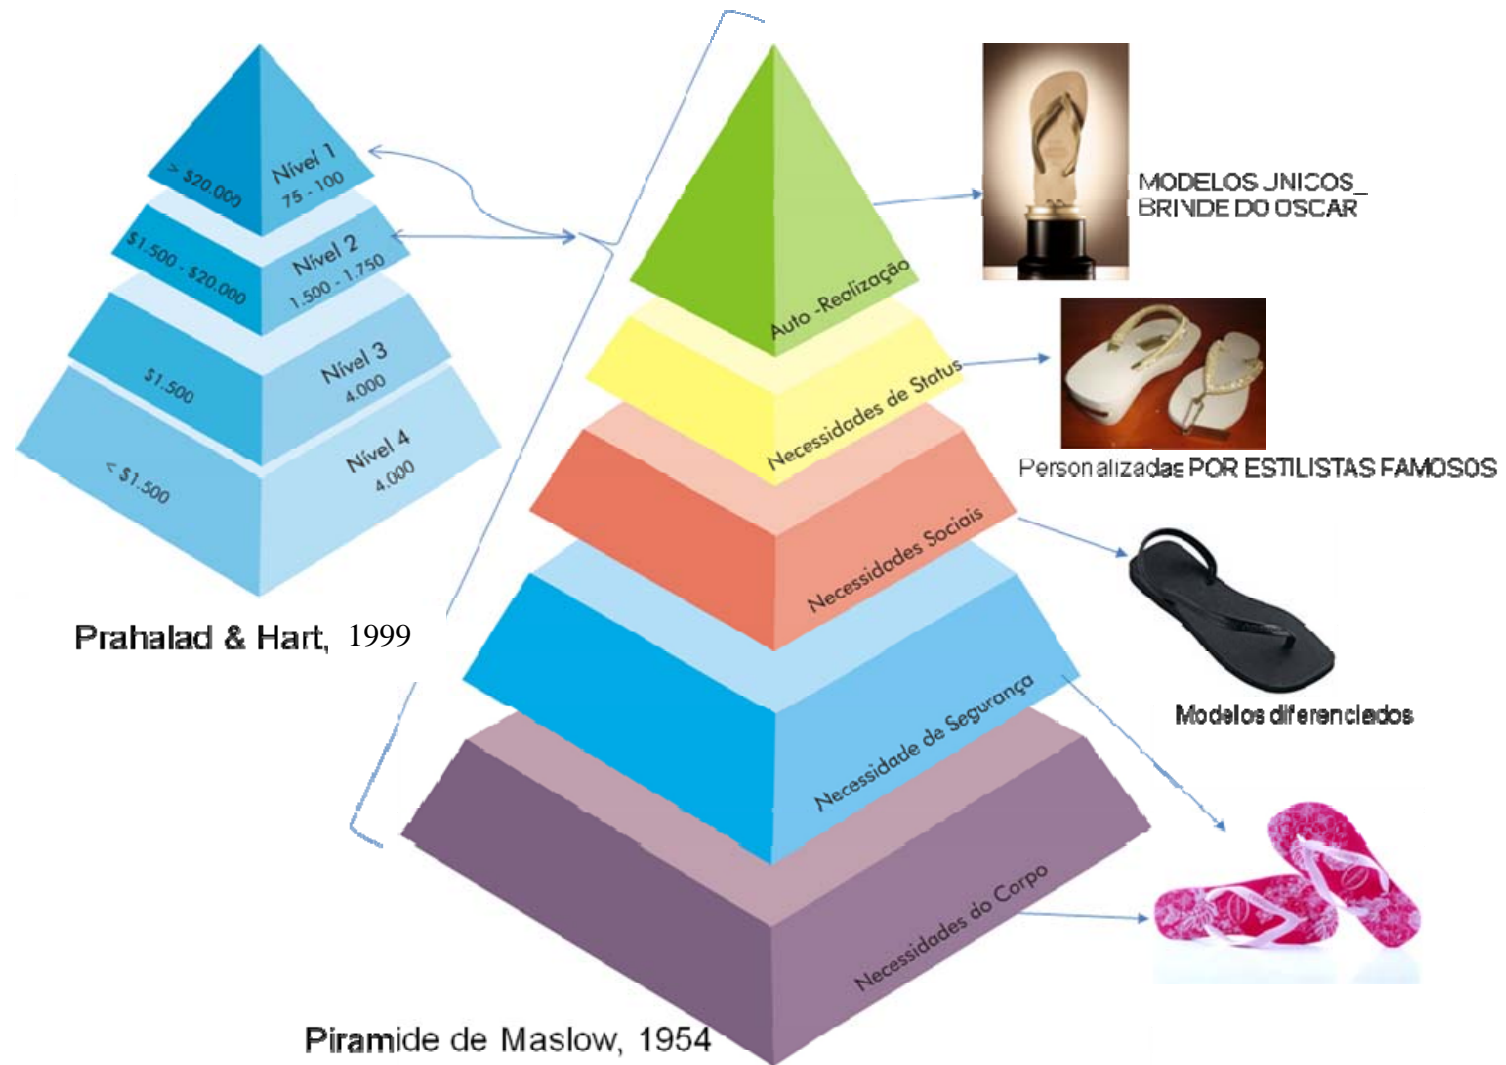 > $20.000
Nível 1
75 - 100
$1.500 - $20.000
Nível 2
1.500 - 1.750
$1.500
Nível 3
4.000
< $1.500
Nível 4
4.000
Prahalad & Hart, 1999
Auto -Realização
Necessidades de Status
Necessidades Sociais
Necessidade de Segurança
Necessidades do Corpo
Piramide de Maslow, 1954
MODELOS UNICOS_
BRINDE DO OSCAR
Personalizadas POR ESTILISTAS FAMOSOS
Modelos diferenciados